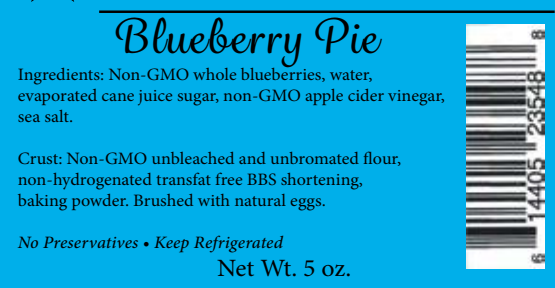 Blueberry Pie
Ingredients: Non-GMO whole blueberries, water,
evaporated cane juice sugar, non-GMO apple cider vinegar,
sea salt.
Crust: Non-GMO unbleached and unbromated flour,
non-hydrogenated transfat free BBS shortening,
baking powder. Brushed with natural eggs.
No Preservatives • Keep Refrigerated
Net Wt. 5 oz.
6 14405 23548 8